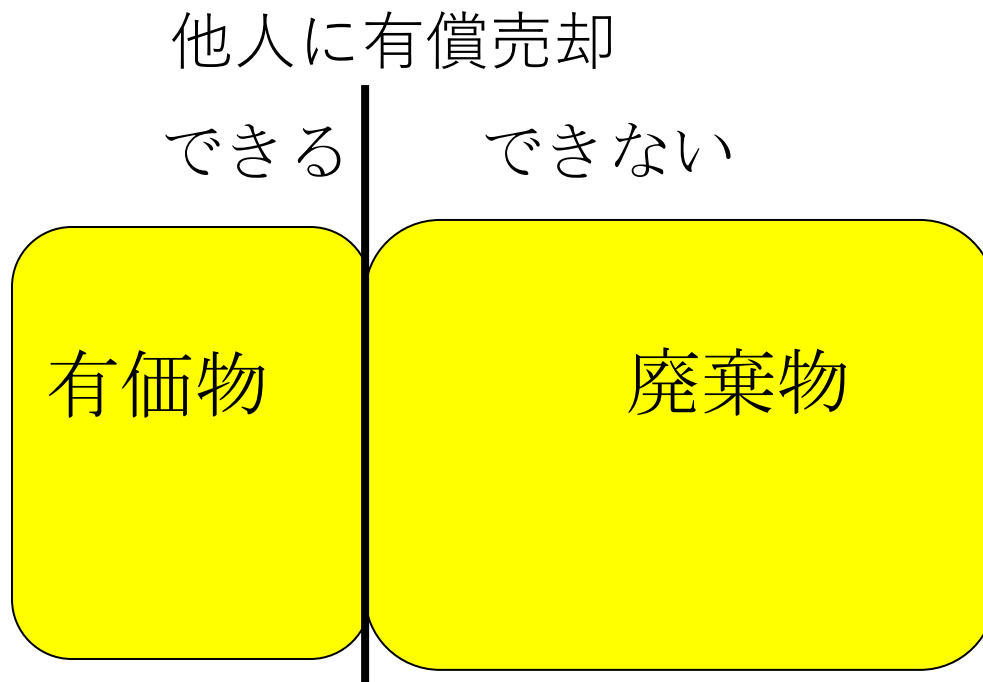 他人に有償売却
できる
できない
有価物
廃棄物